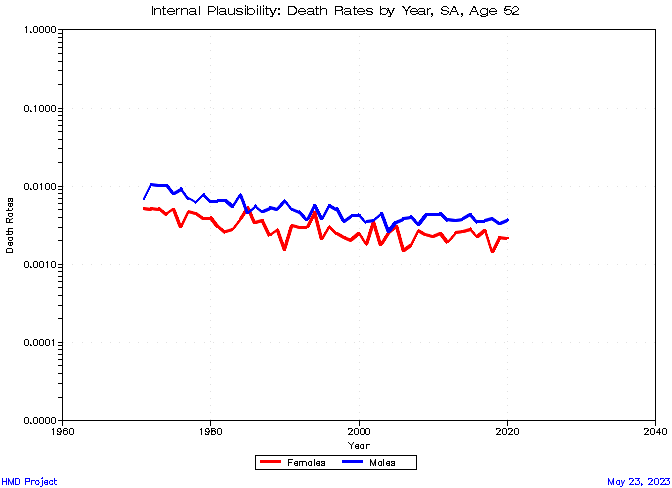 Internal Plausibility: Death Rates by Year, SA, Age 52
1.0000
0.1000
0.0100
0.0010
0.0001
0.0000
Death Rates
1960
1980
2000
2020
2040
Year
Females
Males
HMD Project
May 23, 2023